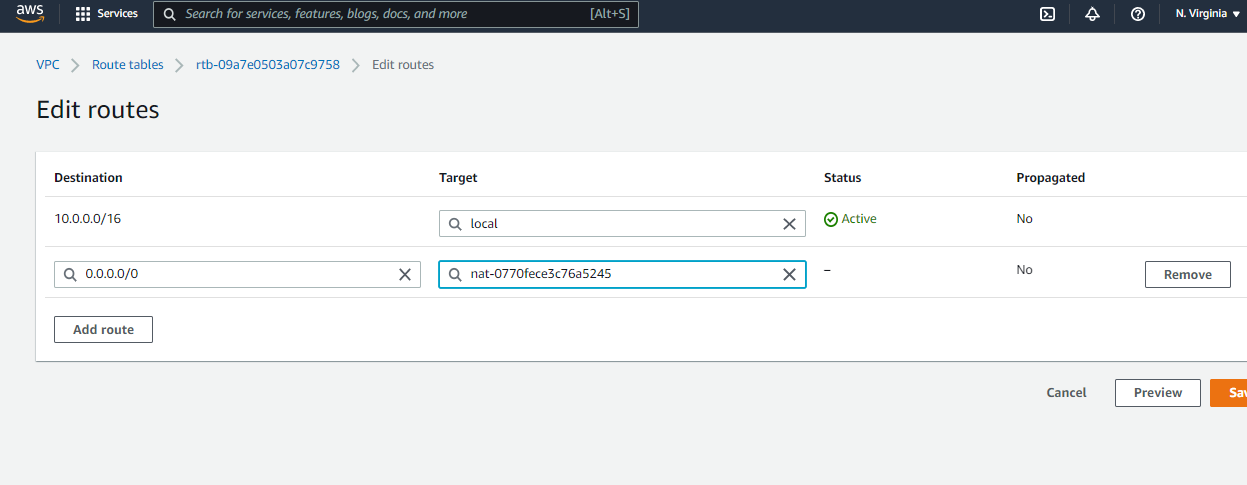 aws Services Search for services, features, blogs, docs, and more [Alt+S] N. Virginia
VPC Route tables rtb-09a7e0503a07c9758 Edit routes
Edit routes
Destination Target Status Propagated
10.0.0.0/16 local Active No
0.0.0.0/0 nat-0770fece3c76a5245 – No Remove
Add route
Cancel Preview Sav